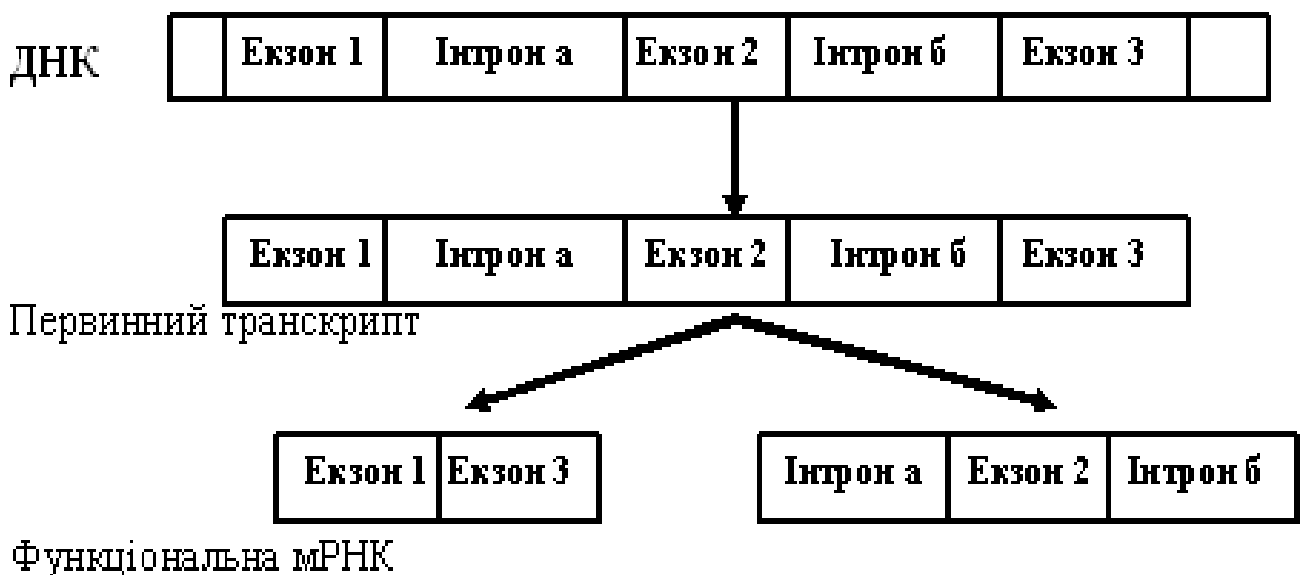 ДНК Екзон 1 Інтрон а Екзон 2 Інтрон б Екзон 3
Екзон 1 Інтрон а Екзон 2 Інтрон б Екзон 3
Первинний транскрипт
Екзон 1 Екзон 3 Інтрон а Екзон 2 Інтрон б
Функціональна мРНК